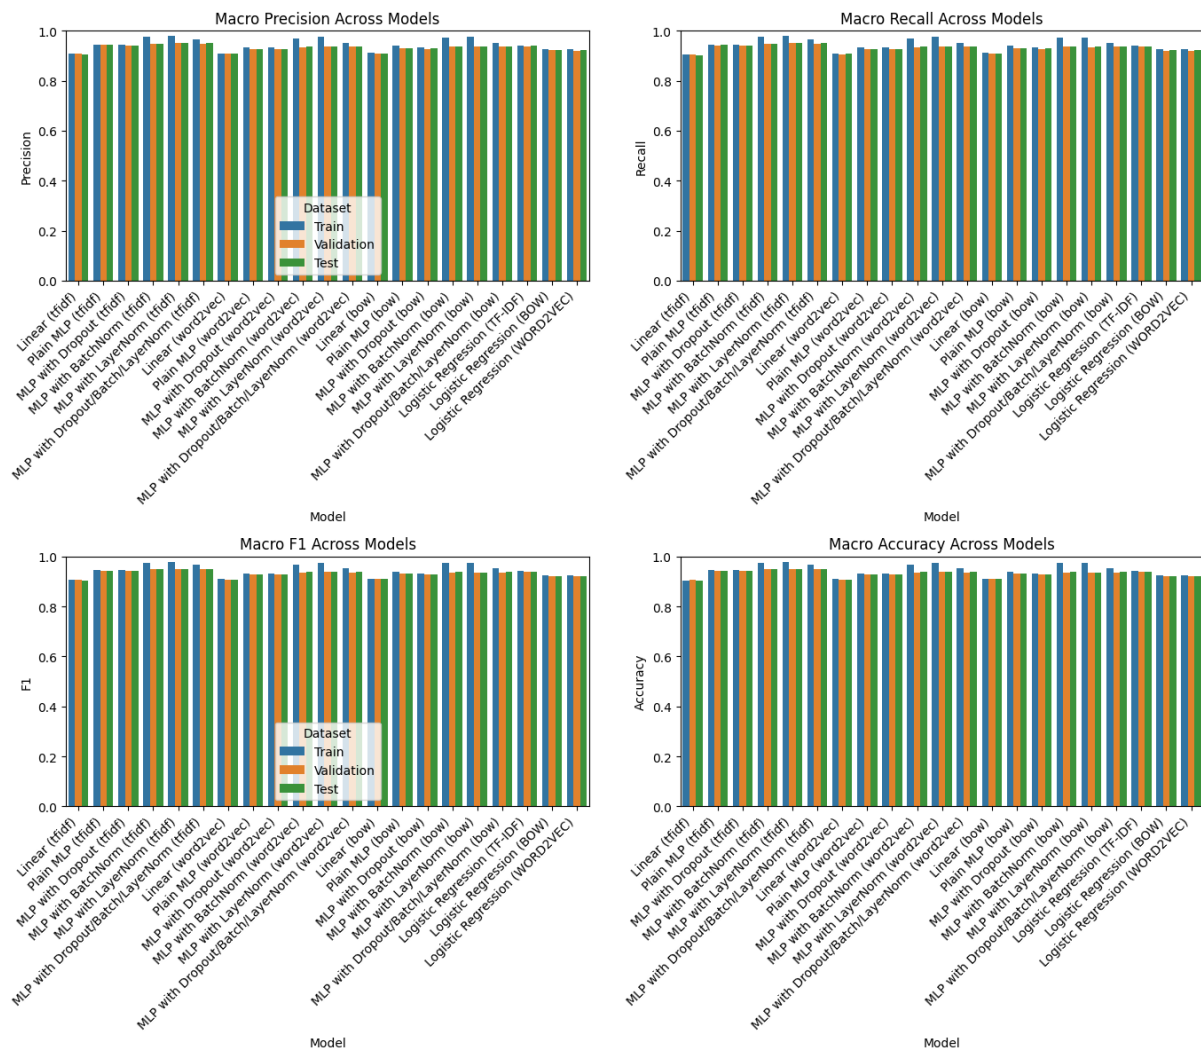 Macro Precision Across Models
1.0
0.8
0.6
0.4
0.2
0.0
Precision
Dataset
Train
Validation
Test
Linear (tfidf)
Plain MLP (tfidf)
MLP with Dropout (tfidf)
MLP with BatchNorm (tfidf)
MLP with LayerNorm (tfidf)
MLP with Dropout/Batch/LayerNorm (tfidf)
Linear (word2vec)
Plain MLP (word2vec)
MLP with Dropout (word2vec)
MLP with BatchNorm (word2vec)
MLP with LayerNorm (word2vec)
MLP with Dropout/Batch/LayerNorm (word2vec)
Linear (bow)
Plain MLP (bow)
MLP with Dropout (bow)
MLP with BatchNorm (bow)
MLP with LayerNorm (bow)
MLP with Dropout/Batch/LayerNorm (bow)
Logistic Regression (TF-IDF)
Logistic Regression (BOW)
Logistic Regression (WORD2VEC)
Model
Macro Recall Across Models
1.0
0.8
0.6
0.4
0.2
0.0
Recall
Linear (tfidf)
Plain MLP (tfidf)
MLP with Dropout (tfidf)
MLP with BatchNorm (tfidf)
MLP with LayerNorm (tfidf)
MLP with Dropout/Batch/LayerNorm (tfidf)
Linear (word2vec)
Plain MLP (word2vec)
MLP with Dropout (word2vec)
MLP with BatchNorm (word2vec)
MLP with LayerNorm (word2vec)
MLP with Dropout/Batch/LayerNorm (word2vec)
Linear (bow)
Plain MLP (bow)
MLP with Dropout (bow)
MLP with BatchNorm (bow)
MLP with LayerNorm (bow)
MLP with Dropout/Batch/LayerNorm (bow)
Logistic Regression (TF-IDF)
Logistic Regression (BOW)
Logistic Regression (WORD2VEC)
Model
Macro F1 Across Models
1.0
0.8
0.6
0.4
0.2
0.0
F1
Dataset
Train
Validation
Test
Linear (tfidf)
Plain MLP (tfidf)
MLP with Dropout (tfidf)
MLP with BatchNorm (tfidf)
MLP with LayerNorm (tfidf)
MLP with Dropout/Batch/LayerNorm (tfidf)
Linear (word2vec)
Plain MLP (word2vec)
MLP with Dropout (word2vec)
MLP with BatchNorm (word2vec)
MLP with LayerNorm (word2vec)
MLP with Dropout/Batch/LayerNorm (word2vec)
Linear (bow)
Plain MLP (bow)
MLP with Dropout (bow)
MLP with BatchNorm (bow)
MLP with LayerNorm (bow)
MLP with Dropout/Batch/LayerNorm (bow)
Logistic Regression (TF-IDF)
Logistic Regression (BOW)
Logistic Regression (WORD2VEC)
Model
Macro Accuracy Across Models
1.0
0.8
0.6
0.4
0.2
0.0
Accuracy
Linear (tfidf)
Plain MLP (tfidf)
MLP with Dropout (tfidf)
MLP with BatchNorm (tfidf)
MLP with LayerNorm (tfidf)
MLP with Dropout/Batch/LayerNorm (tfidf)
Linear (word2vec)
Plain MLP (word2vec)
MLP with Dropout (word2vec)
MLP with BatchNorm (word2vec)
MLP with LayerNorm (word2vec)
MLP with Dropout/Batch/LayerNorm (word2vec)
Linear (bow)
Plain MLP (bow)
MLP with Dropout (bow)
MLP with BatchNorm (bow)
MLP with LayerNorm (bow)
MLP with Dropout/Batch/LayerNorm (bow)
Logistic Regression (TF-IDF)
Logistic Regression (BOW)
Logistic Regression (WORD2VEC)
Model